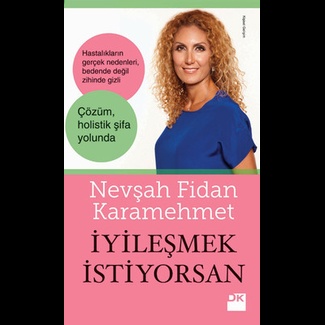 Hastalıkların
gerçek nedenleri,
bedende değil
zihinde gizli
Çözüm,
holistik şifa
yolunda
Nevşah Fidan
Karamehmet
İYİLEŞMEK
İSTİYORSAN
DK